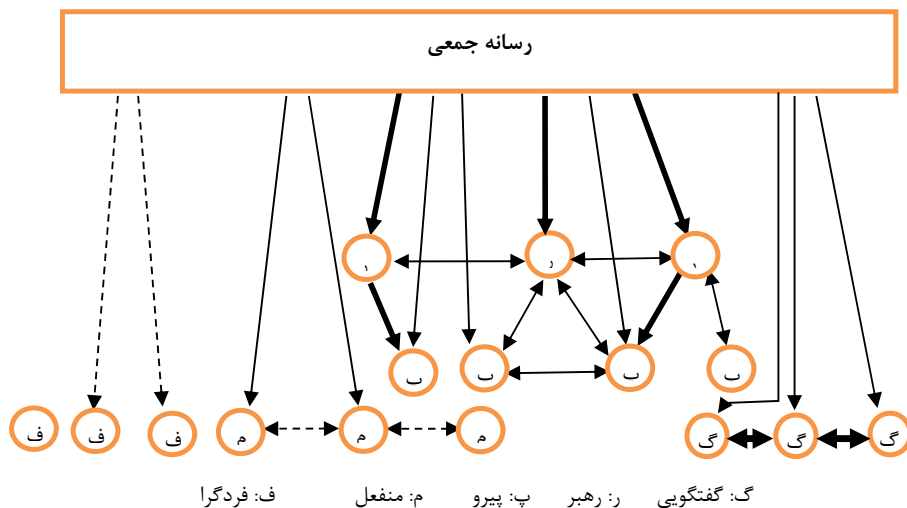 رسانه جمعی
ر ر ر
پ پ پ پ
گ گ گ م م م ف ف ف
گ: گفتگویی ر: رهبر پ: پیرو م: منفعل ف: فردگرا